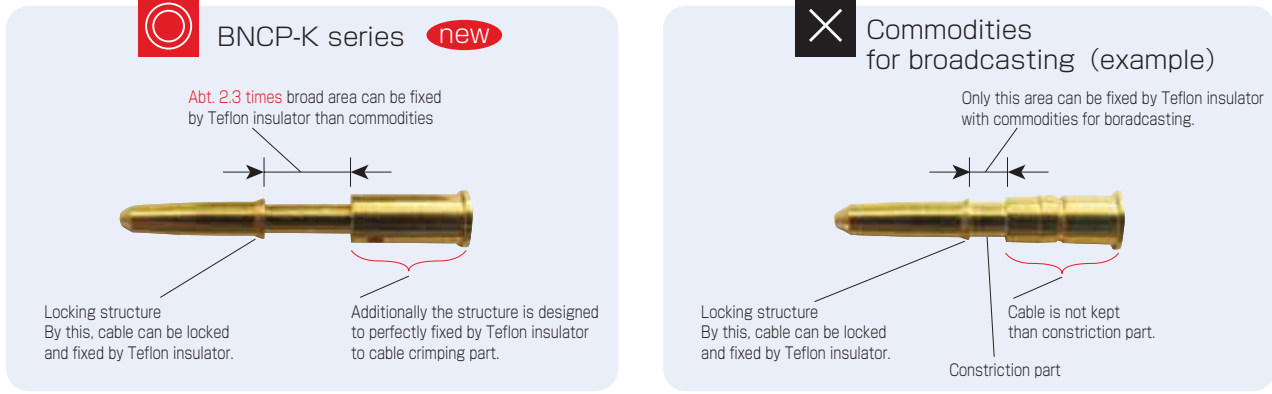 BNCP-K series new
Abt. 2.3 times broad area can be fixed
by Teflon insulator than commodities
Locking structure
By this, cable can be locked
and fixed by Teflon insulator.
Additionally the structure is designed
to perfectly fixed by Teflon insulator
to cable crimping part.
Commodities
for broadcasting (example)
Only this area can be fixed by Teflon insulator
with commodities for boradcasting.
Locking structure
By this, cable can be locked
and fixed by Teflon insulator.
Cable is not kept
than constriction part.
Constriction part